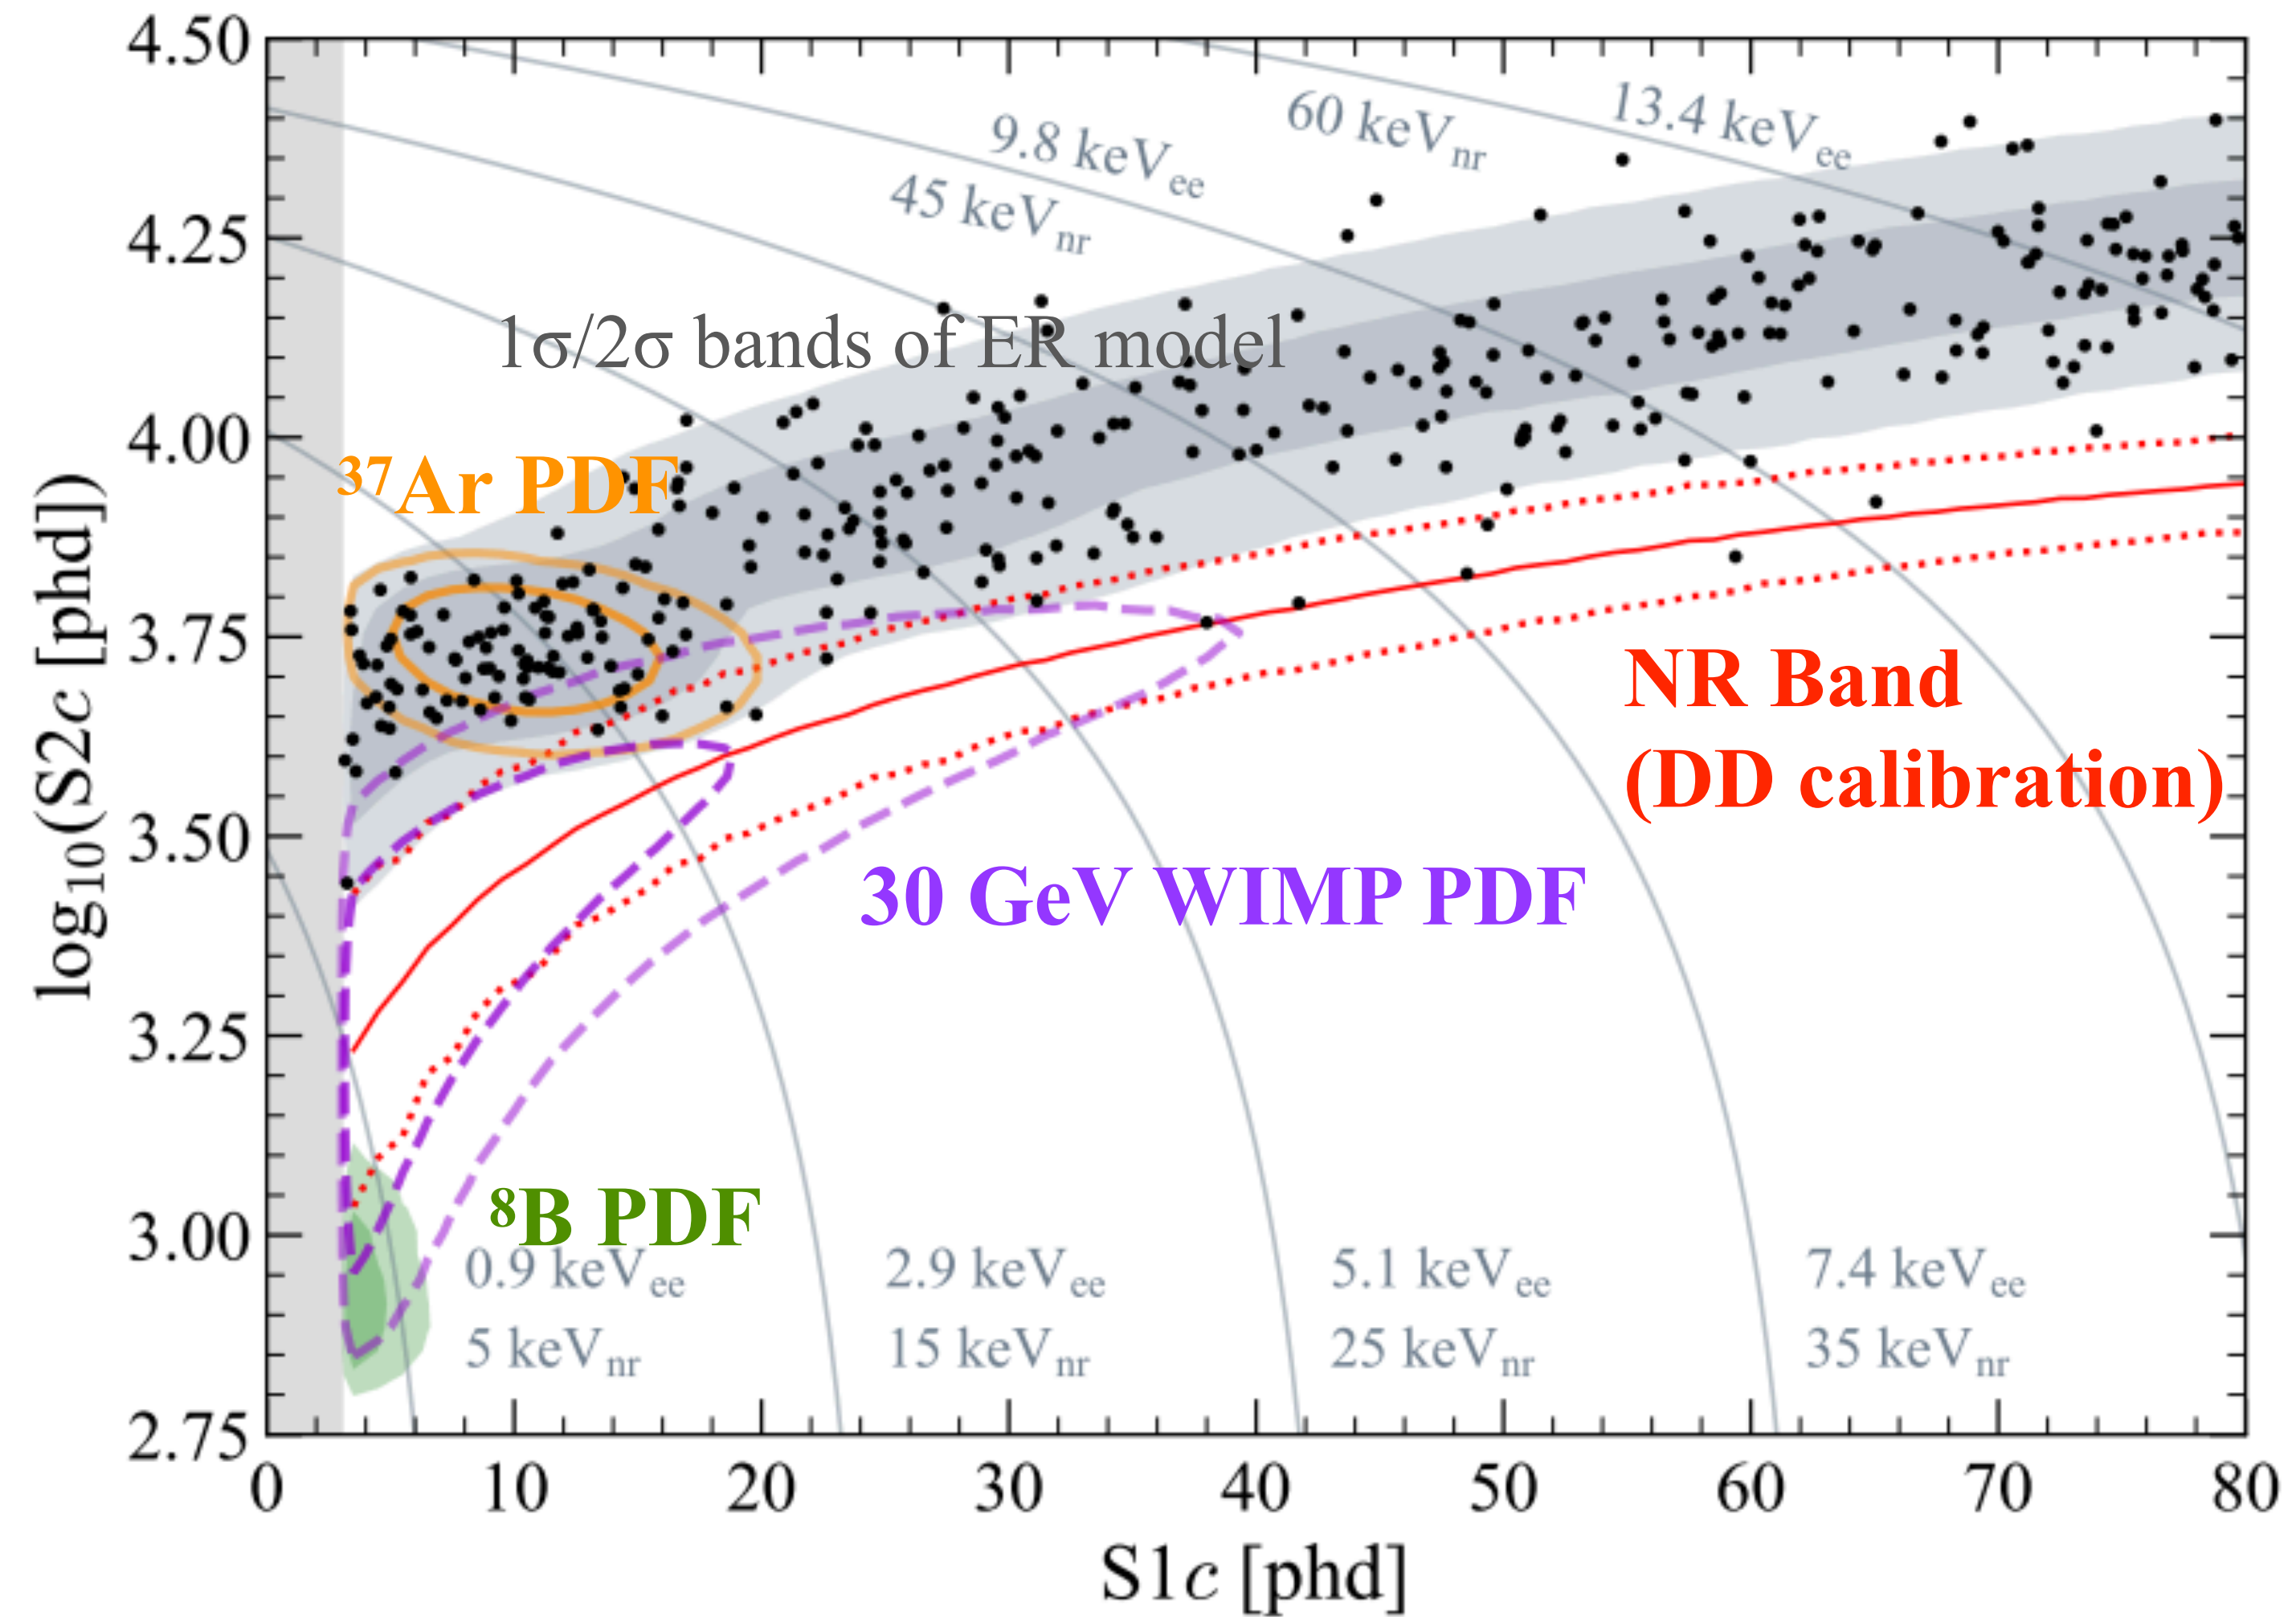 4.50
4.25
4.00
3.75
3.50
3.25
3.00
2.75
log₁₀(S2c [phd])
9.8 keVₑₑ
60 keVₙᵣ
13.4 keVₑₑ
45 keVₙᵣ
1σ/2σ bands of ER model
³⁷Ar PDF
NR Band
(DD calibration)
30 GeV WIMP PDF
⁸B PDF
0.9 keVₑₑ
5 keVₙᵣ
2.9 keVₑₑ
15 keVₙᵣ
5.1 keVₑₑ
25 keVₙᵣ
7.4 keVₑₑ
35 keVₙᵣ
0 10 20 30 40 50 60 70 80
S1c [phd]